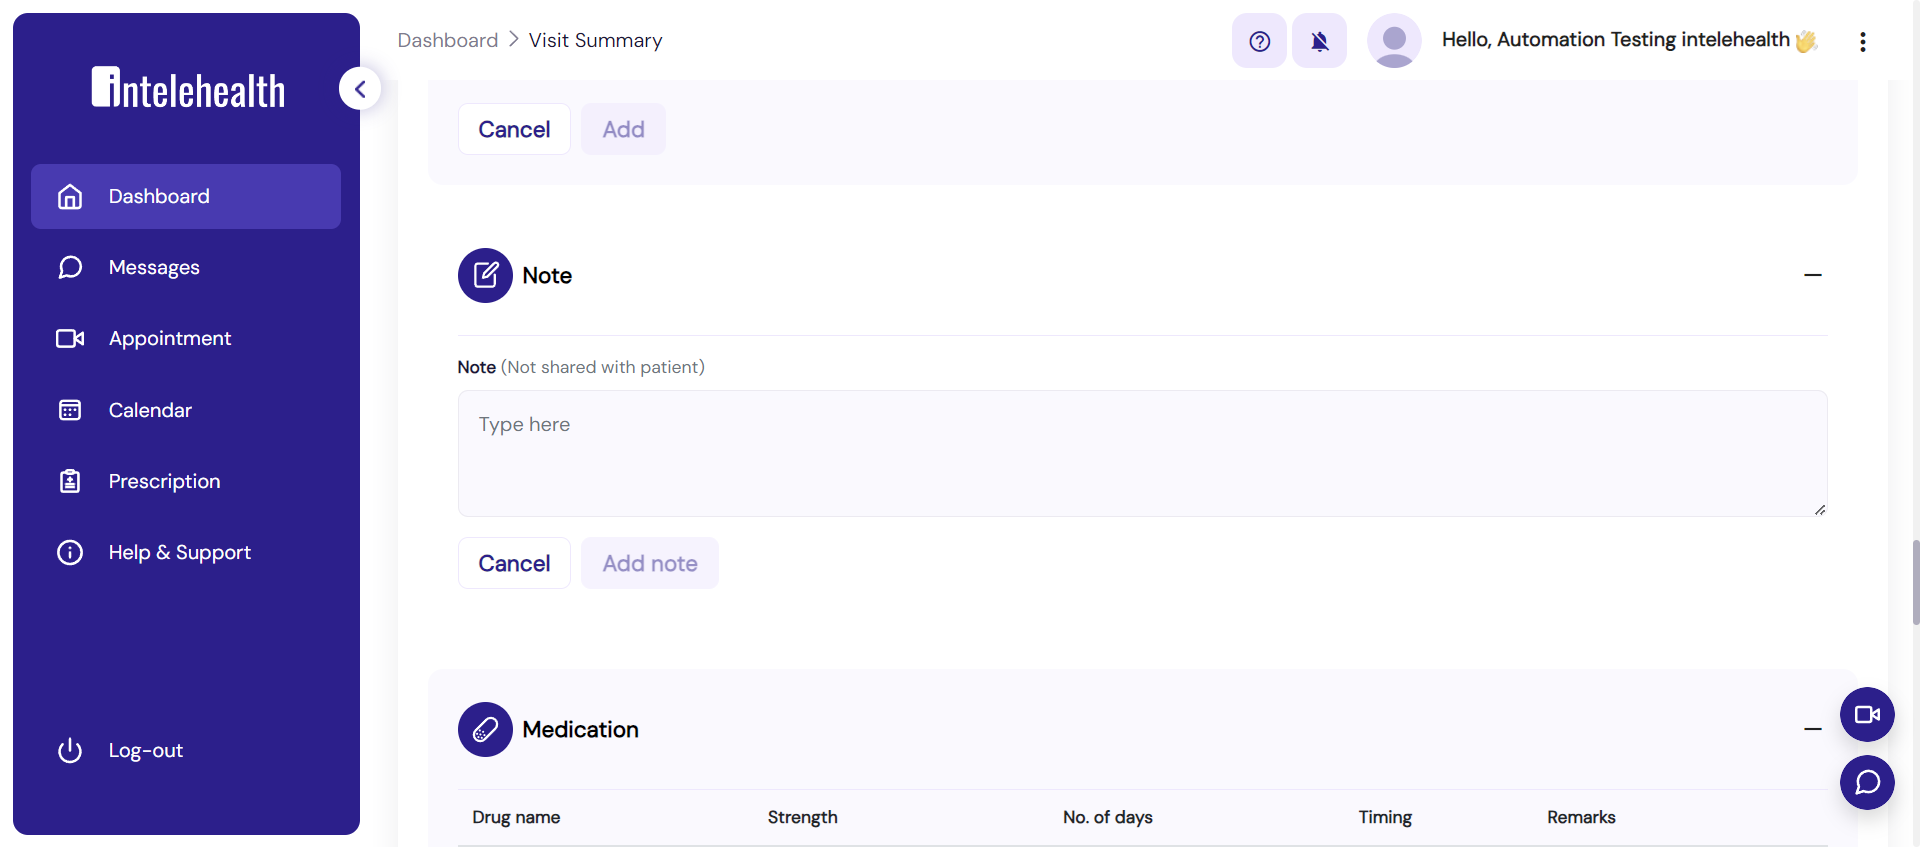 intelehealth
Dashboard
Messages
Appointment
Calendar
Prescription
Help & Support
Log-out
Dashboard > Visit Summary
Hello, Automation Testing intelehealth 👋
Cancel Add
Note
Note (Not shared with patient)
Type here
Cancel Add note
Medication
Drug name Strength No. of days Timing Remarks